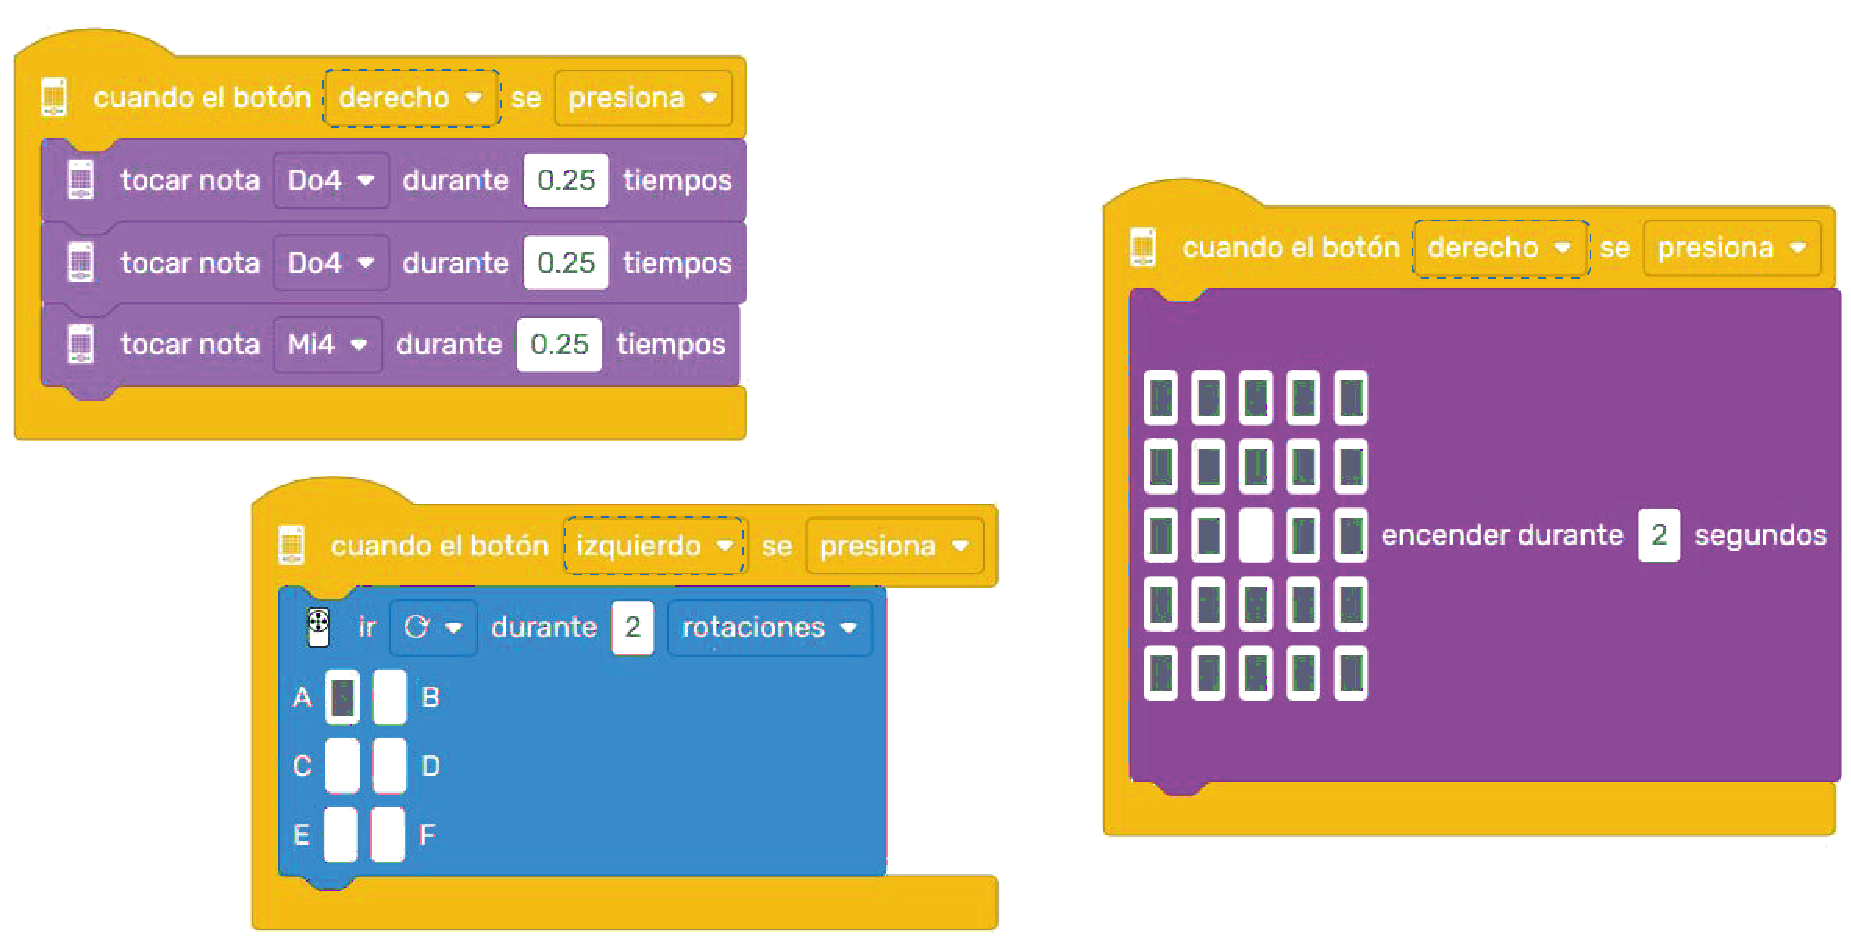 cuando el botón derecho se presiona
tocar nota Do4 durante 0.25 tiempos
tocar nota Do4 durante 0.25 tiempos
tocar nota Mi4 durante 0.25 tiempos
cuando el botón izquierdo se presiona
ir durante 2 rotaciones
A B
C D
E F
cuando el botón derecho se presiona
encender durante 2 segundos